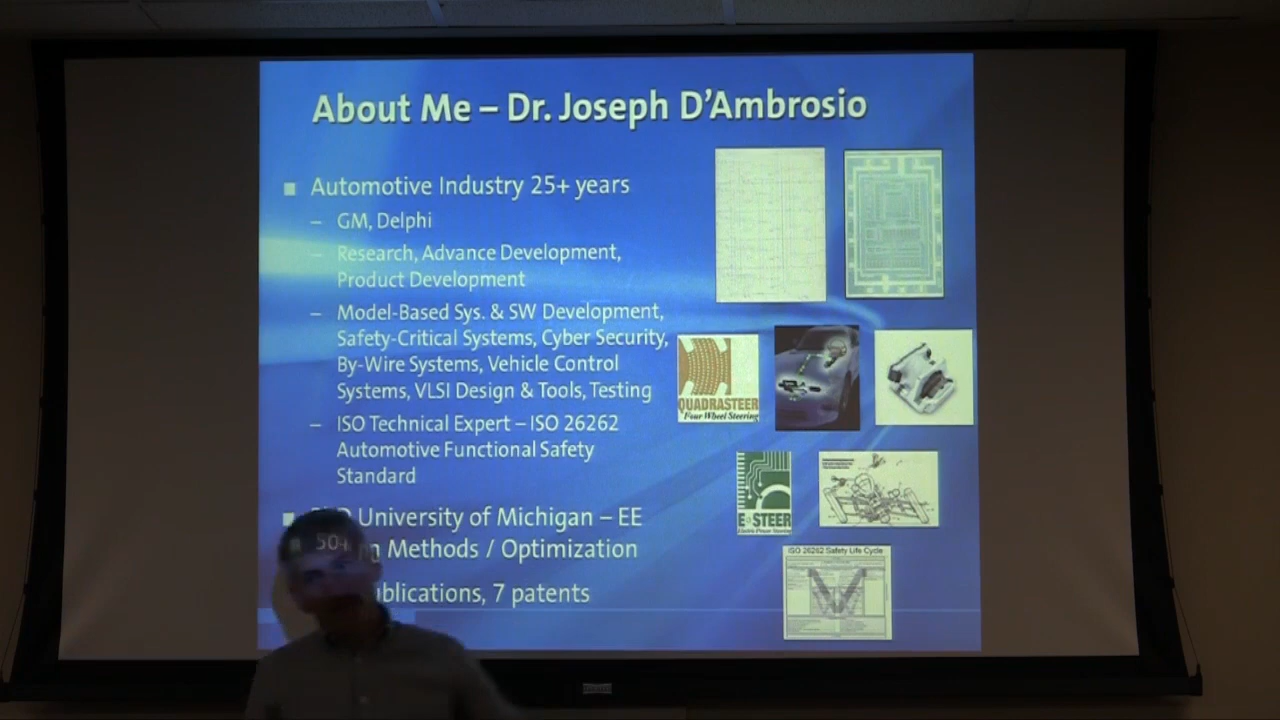 About Me – Dr. Joseph D'Ambrosio
■ Automotive Industry 25+ years
– GM, Delphi
– Research, Advance Development,
Product Development
– Model-Based Sys. & SW Development,
Safety-Critical Systems, Cyber Security,
By-Wire Systems, Vehicle Control
Systems, VLSI Design & Tools, Testing
– ISO Technical Expert – ISO 26262
Automotive Functional Safety
Standard
■ University of Michigan – EE
Methods / Optimization
50+
7 patents
QUADRASTEER
Four Wheel Steering
E-STEER
ISO 26262 Safety Life Cycle